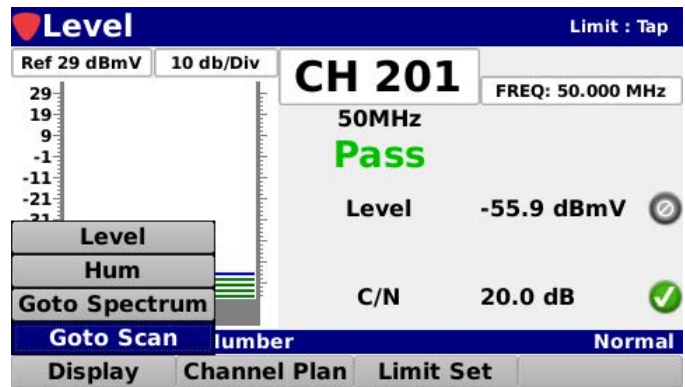 Level
Limit : Tap
Ref 29 dBmV
10 db/Div
CH 201
FREQ: 50.000 MHz
29
19
9
-1
-11
-21
50MHz
Pass
Level -55.9 dBmV
C/N 20.0 dB
Level
Hum
Goto Spectrum
Goto Scan
Normal
Display
Channel Plan
Limit Set